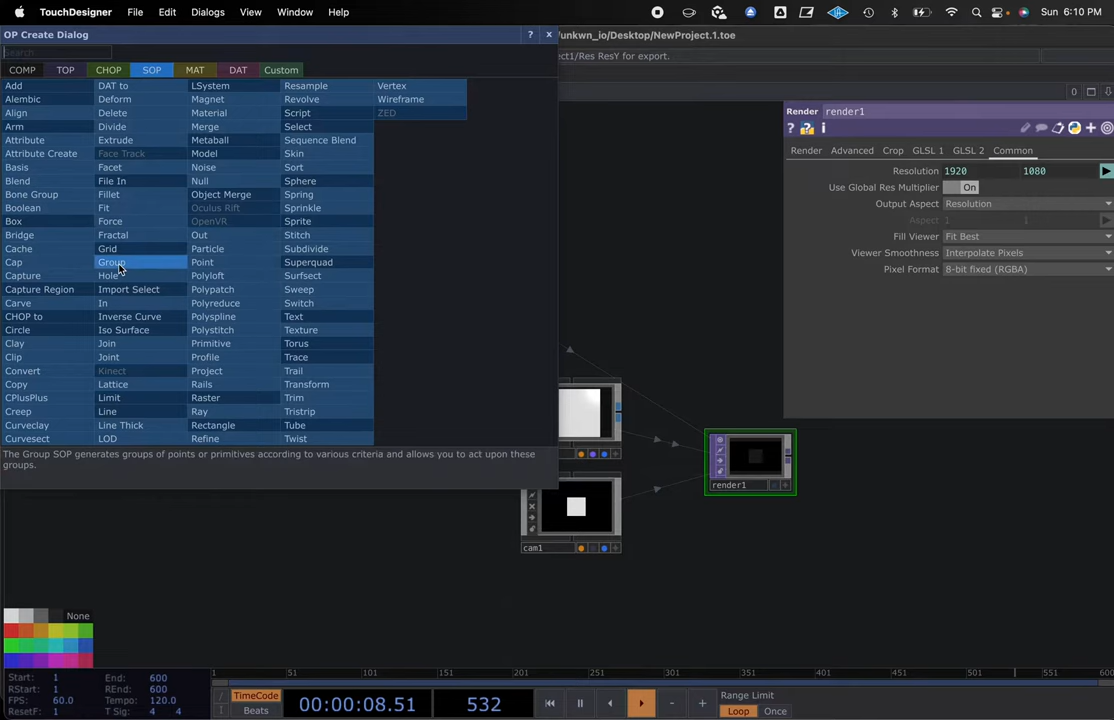 TouchDesigner File Edit Dialogs View Window Help Sun 6:10 PM
OP Create Dialog ? x
unkwn_io/Desktop/NewProject.1.toe
Search
ect1/Res ResY for export.
COMP TOP CHOP SOP MAT DAT Custom
Add DAT to LSystem Resample Vertex
Alembic Deform Magnet Revolve Wireframe
Align Delete Material Script ZED
Arm Divide Merge Select
Attribute Extrude Metaball Sequence Blend
Attribute Create Face Track Model Skin
Basis Facet Noise Sort
Blend File In Null Sphere
Bone Group Fillet Object Merge Spring
Boolean Fit Oculus Rift Sprinkle
Box Force OpenVR Sprite
Bridge Fractal Out Stitch
Cache Grid Particle Subdivide
Cap Group Point Superquad
Capture Hole Polyloft Surfsect
Capture Region Import Select Polypatch Sweep
Carve In Polyreduce Switch
CHOP to Inverse Curve Polyspline Text
Circle Iso Surface Polystitch Texture
Clay Join Primitive Torus
Clip Joint Profile Trace
Convert Kinect Project Trail
Copy Lattice Rails Transform
CPlusPlus Limit Raster Trim
Creep Line Ray Tristrip
Curveclay Line Thick Rectangle Tube
Curvesect LOD Refine Twist
The Group SOP generates groups of points or primitives according to various criteria and allows you to act upon these
groups.
0
Render render1
? ? i
Render Advanced Crop GLSL 1 GLSL 2 Common
Resolution 1920 1080
Use Global Res Multiplier On
Output Aspect Resolution
Aspect 1 1
Fill Viewer Fit Best
Viewer Smoothness Interpolate Pixels
Pixel Format 8-bit fixed (RGBA)
render1
cam1
None
1 51 101 151 201 251 301 351 401 451 501 551 600
Start: 1 End: 600
RStart: 1 REnd: 600
FPS: 60.0 Tempo: 120.0
ResetF: 1 T Sig: 4 4
TimeCode
Beats
00:00:08.51 532
- +
Range Limit
Loop Once